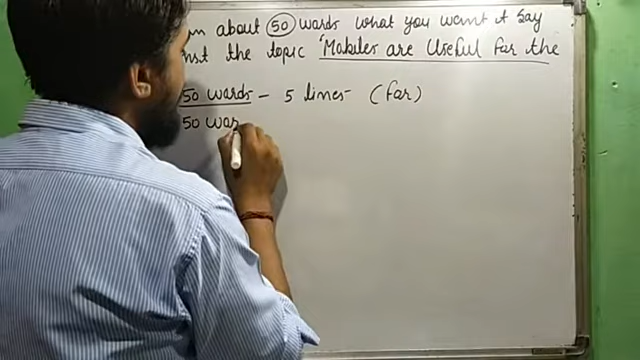 about 50 words what you want to say
the topic 'Mobiles are Useful for the
50 words - 5 lines (for)
50 wor